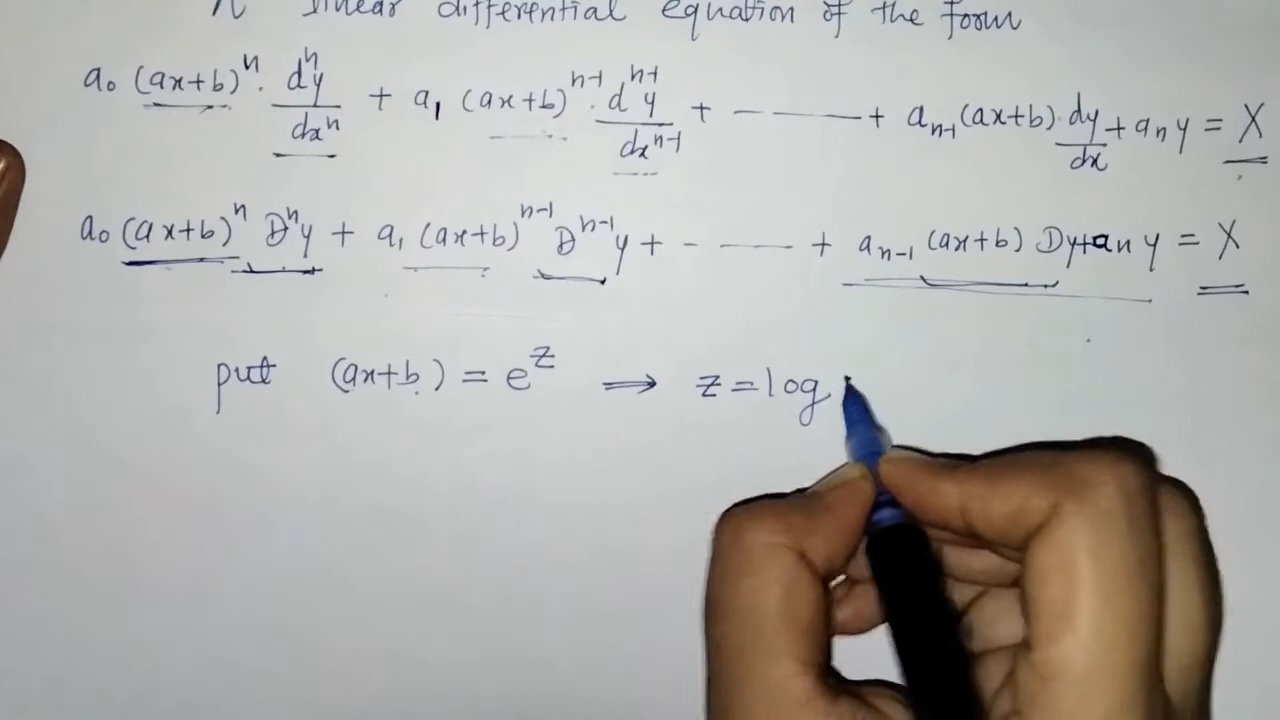 linear differential equation of the form
a₀ (ax+b)ⁿ · dⁿy/dxⁿ + a₁ (ax+b)ⁿ⁻¹ · dⁿ⁻¹y/dxⁿ⁻¹ + - —— + aₙ₋₁ (ax+b) · dy/dx + aₙ y = X
a₀ (ax+b)ⁿ Dⁿy + a₁ (ax+b)ⁿ⁻¹ Dⁿ⁻¹y + - —— + aₙ₋₁ (ax+b) Dy + aₙ y = X
put (ax+b) = e^z ⟹ z = log